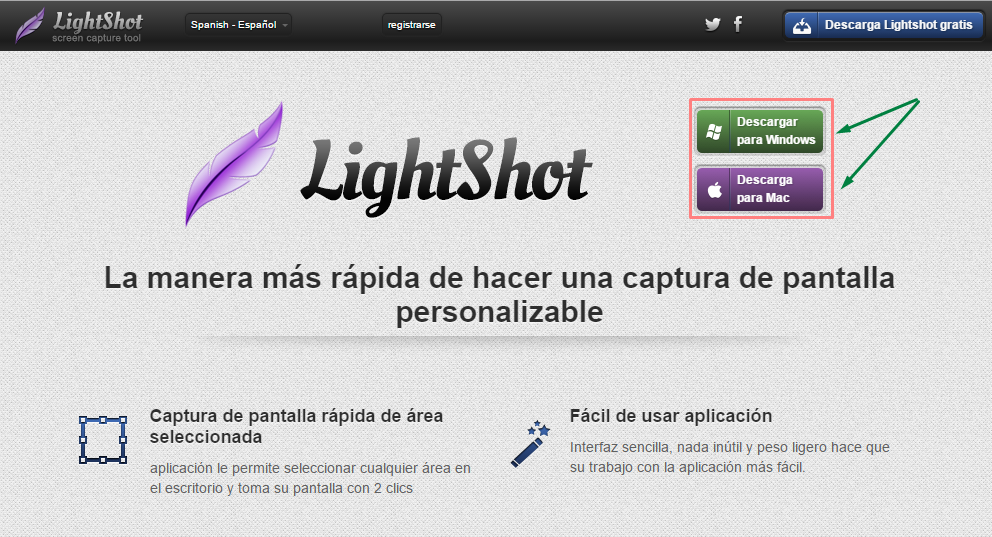 LightShot
screen capture tool
Spanish - Español
registrarse
Descarga Lightshot gratis
LightShot
Descargar
para Windows
Descarga
para Mac
La manera más rápida de hacer una captura de pantalla
personalizable
Captura de pantalla rápida de área
seleccionada
aplicación le permite seleccionar cualquier área en
el escritorio y toma su pantalla con 2 clics
Fácil de usar aplicación
Interfaz sencilla, nada inútil y peso ligero hace que
su trabajo con la aplicación más fácil.